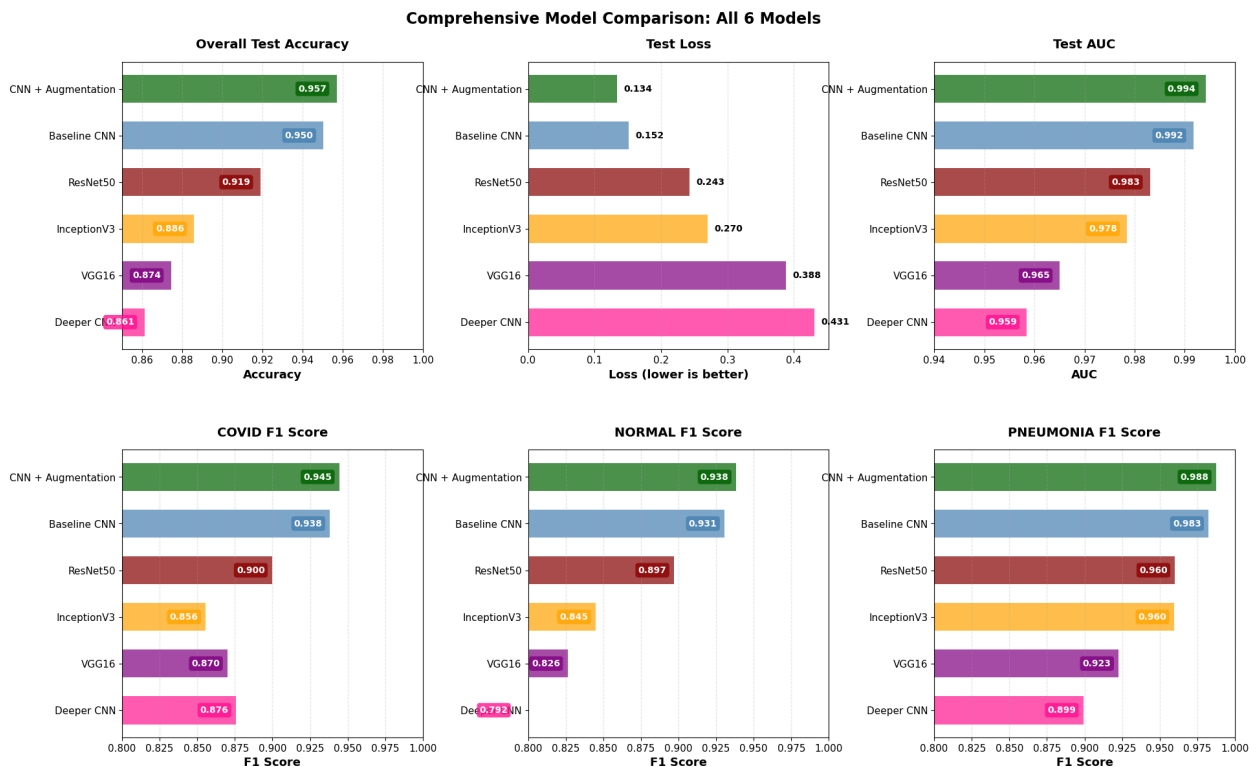 Comprehensive Model Comparison: All 6 Models
Overall Test Accuracy
CNN + Augmentation 0.957
Baseline CNN 0.950
ResNet50 0.919
InceptionV3 0.886
VGG16 0.874
Deeper CNN 0.861
0.86 0.88 0.90 0.92 0.94 0.96 0.98 1.00
Accuracy
Test Loss
CNN + Augmentation 0.134
Baseline CNN 0.152
ResNet50 0.243
InceptionV3 0.270
VGG16 0.388
Deeper CNN 0.431
0.0 0.1 0.2 0.3 0.4
Loss (lower is better)
Test AUC
CNN + Augmentation 0.994
Baseline CNN 0.992
ResNet50 0.983
InceptionV3 0.978
VGG16 0.965
Deeper CNN 0.959
0.94 0.95 0.96 0.97 0.98 0.99 1.00
AUC
COVID F1 Score
CNN + Augmentation 0.945
Baseline CNN 0.938
ResNet50 0.900
InceptionV3 0.856
VGG16 0.870
Deeper CNN 0.876
0.800 0.825 0.850 0.875 0.900 0.925 0.950 0.975 1.000
F1 Score
NORMAL F1 Score
CNN + Augmentation 0.938
Baseline CNN 0.931
ResNet50 0.897
InceptionV3 0.845
VGG16 0.826
Deeper CNN 0.792
0.800 0.825 0.850 0.875 0.900 0.925 0.950 0.975 1.000
F1 Score
PNEUMONIA F1 Score
CNN + Augmentation 0.988
Baseline CNN 0.983
ResNet50 0.960
InceptionV3 0.960
VGG16 0.923
Deeper CNN 0.899
0.800 0.825 0.850 0.875 0.900 0.925 0.950 0.975 1.000
F1 Score